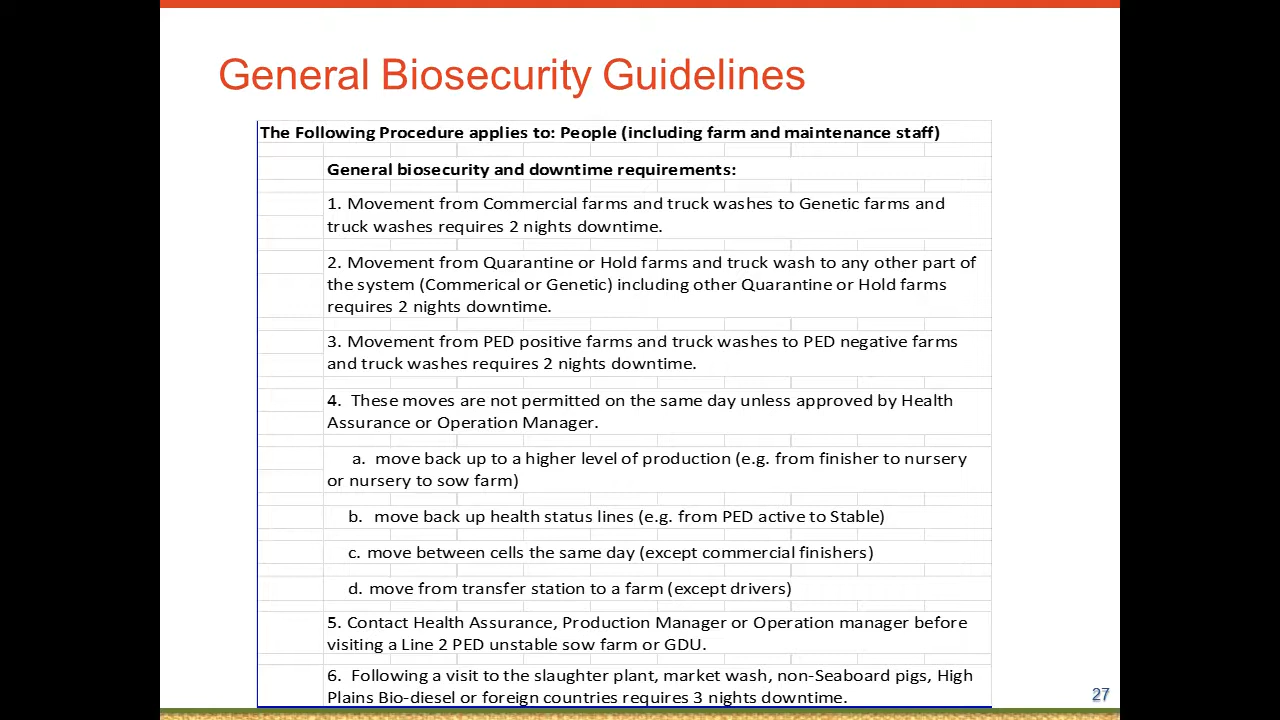 General Biosecurity Guidelines
The Following Procedure applies to: People (including farm and maintenance staff)
General biosecurity and downtime requirements:
1. Movement from Commercial farms and truck washes to Genetic farms and
truck washes requires 2 nights downtime.
2. Movement from Quarantine or Hold farms and truck wash to any other part of
the system (Commerical or Genetic) including other Quarantine or Hold farms
requires 2 nights downtime.
3. Movement from PED positive farms and truck washes to PED negative farms
and truck washes requires 2 nights downtime.
4. These moves are not permitted on the same day unless approved by Health
Assurance or Operation Manager.
a. move back up to a higher level of production (e.g. from finisher to nursery
or nursery to sow farm)
b. move back up health status lines (e.g. from PED active to Stable)
c. move between cells the same day (except commercial finishers)
d. move from transfer station to a farm (except drivers)
5. Contact Health Assurance, Production Manager or Operation manager before
visiting a Line 2 PED unstable sow farm or GDU.
6. Following a visit to the slaughter plant, market wash, non-Seaboard pigs, High
Plains Bio-diesel or foreign countries requires 3 nights downtime.
27